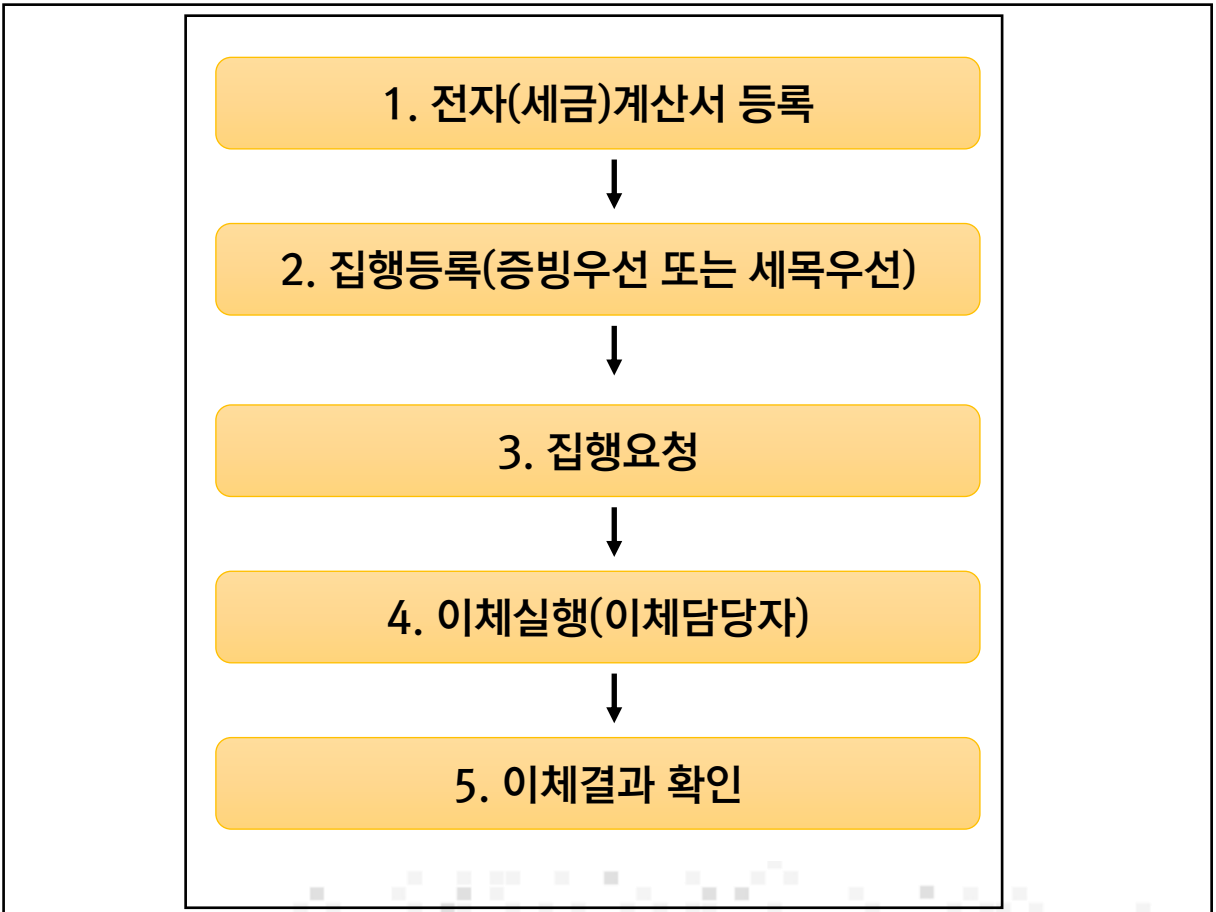 1. 전자(세금)계산서 등록
2. 집행등록(증빙우선 또는 세목우선)
3. 집행요청
4. 이체실행(이체담당자)
5. 이체결과 확인